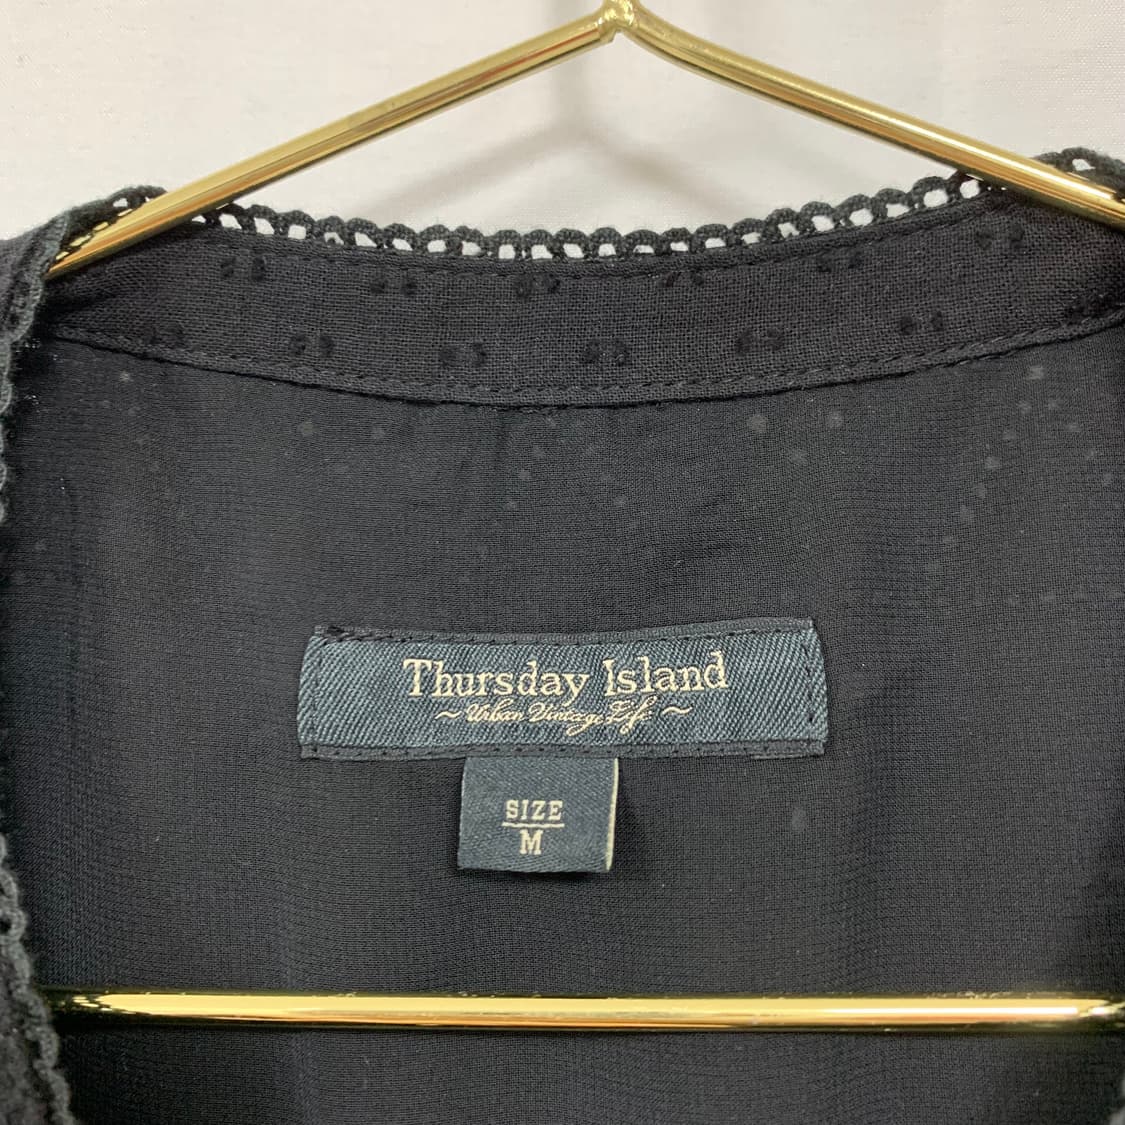 Thursday Island
~ Urban Vintage Life ~
SIZE
M